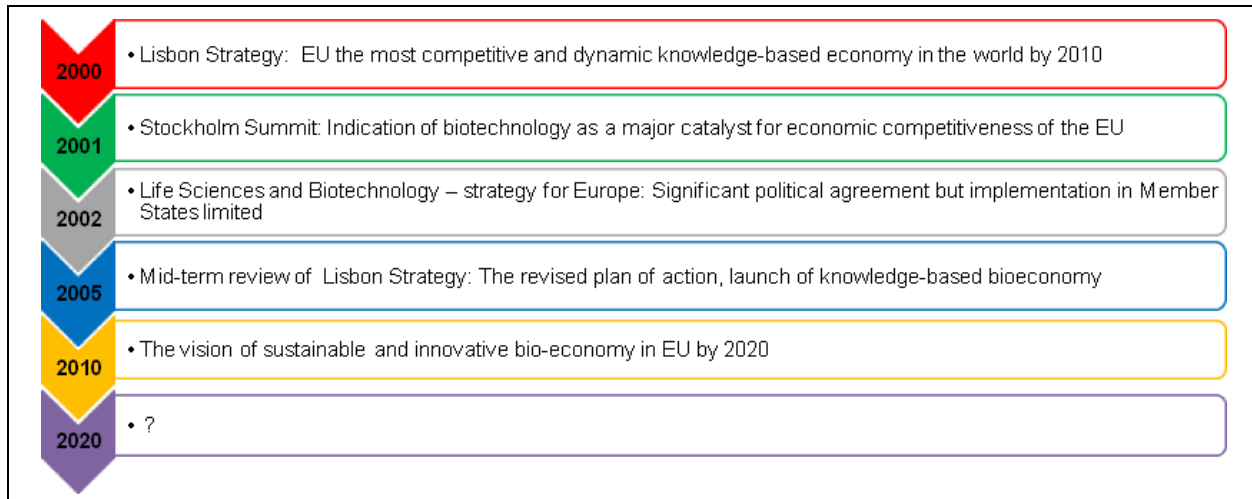 2000
• Lisbon Strategy: EU the most competitive and dynamic knowledge-based economy in the world by 2010
2001
• Stockholm Summit: Indication of biotechnology as a major catalyst for economic competitiveness of the EU
2002
• Life Sciences and Biotechnology – strategy for Europe: Significant political agreement but implementation in Member
States limited
2005
• Mid-term review of Lisbon Strategy: The revised plan of action, launch of knowledge-based bioeconomy
2010
• The vision of sustainable and innovative bio-economy in EU by 2020
2020
• ?